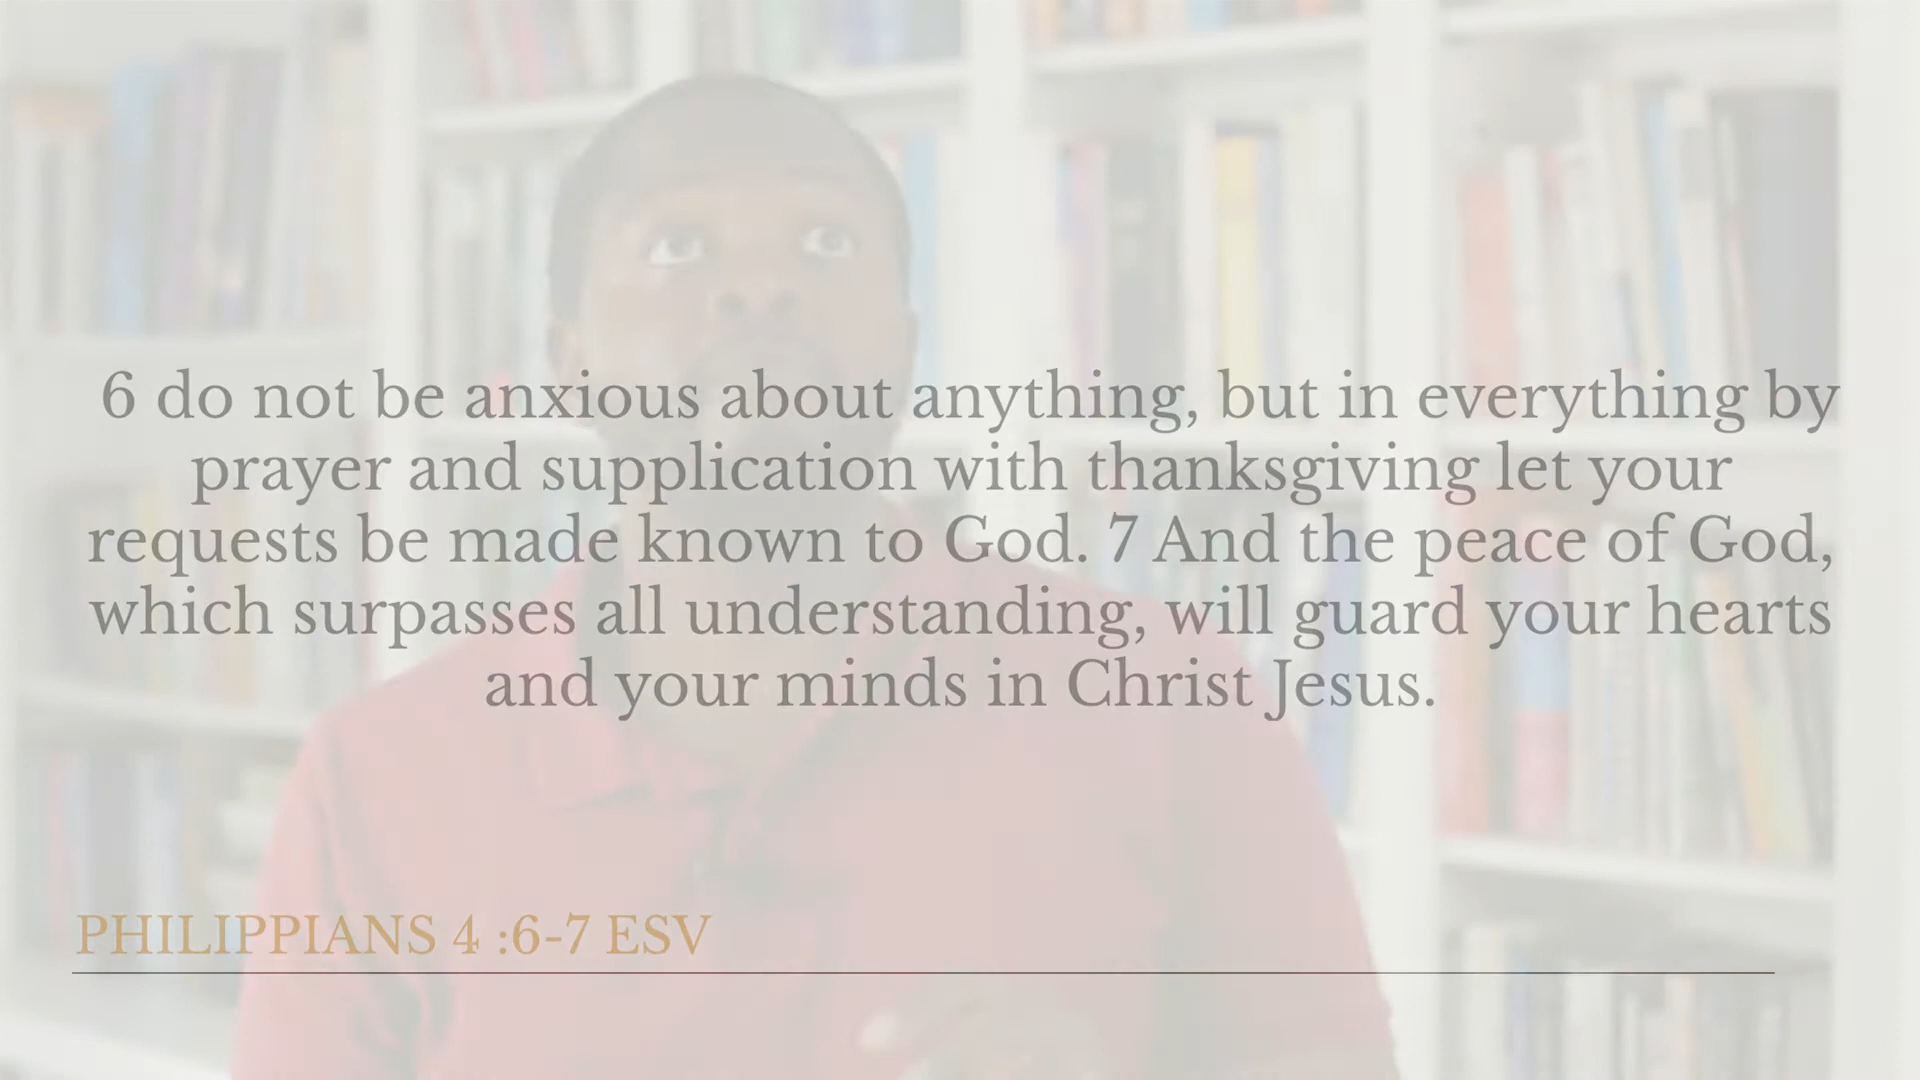 6 do not be anxious about anything, but in everything by
prayer and supplication with thanksgiving let your
requests be made known to God. 7 And the peace of God,
which surpasses all understanding, will guard your hearts
and your minds in Christ Jesus.
PHILIPPIANS 4 :6-7 ESV